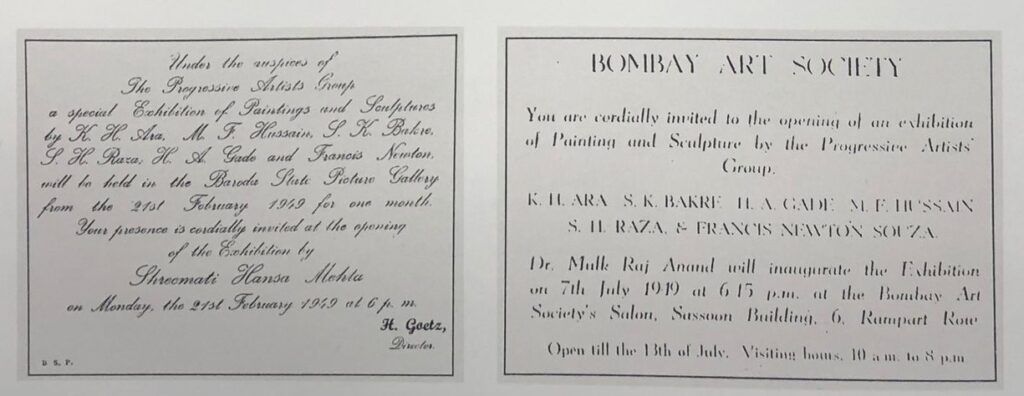 Under the auspices of
The Progressive Artists Group
a special Exhibition of Paintings and Sculptures
by K. H. Ara, M. F. Hussain, S. K. Bakre,
S. H. Raza, H. A. Gade and Francis Newton,
will be held in the Baroda State Picture Gallery
from the 21st February 1949 for one month.
Your presence is cordially invited at the opening
of the Exhibition by
Shreemati Hansa Mehta
on Monday, the 21st February 1949 at 6 p. m.
H. Goetz,
Director.
B S. P.
BOMBAY ART SOCIETY
You are cordially invited to the opening of an exhibition
of Painting and Sculpture by the Progressive Artists'
Group.
K. H. ARA S. K. BAKRE H. A. GADE M. F. HUSSAIN
S. H. RAZA, & FRANCIS NEWTON SOUZA.
Dr. Mulk Raj Anand will inaugurate the Exhibition
on 7th July 1949 at 6-15 p.m. at the Bombay Art
Society's Salon, Sassoon Building, 6, Rampart Row
Open till the 13th of July. Visiting hours, 10 a.m. to 8 p.m